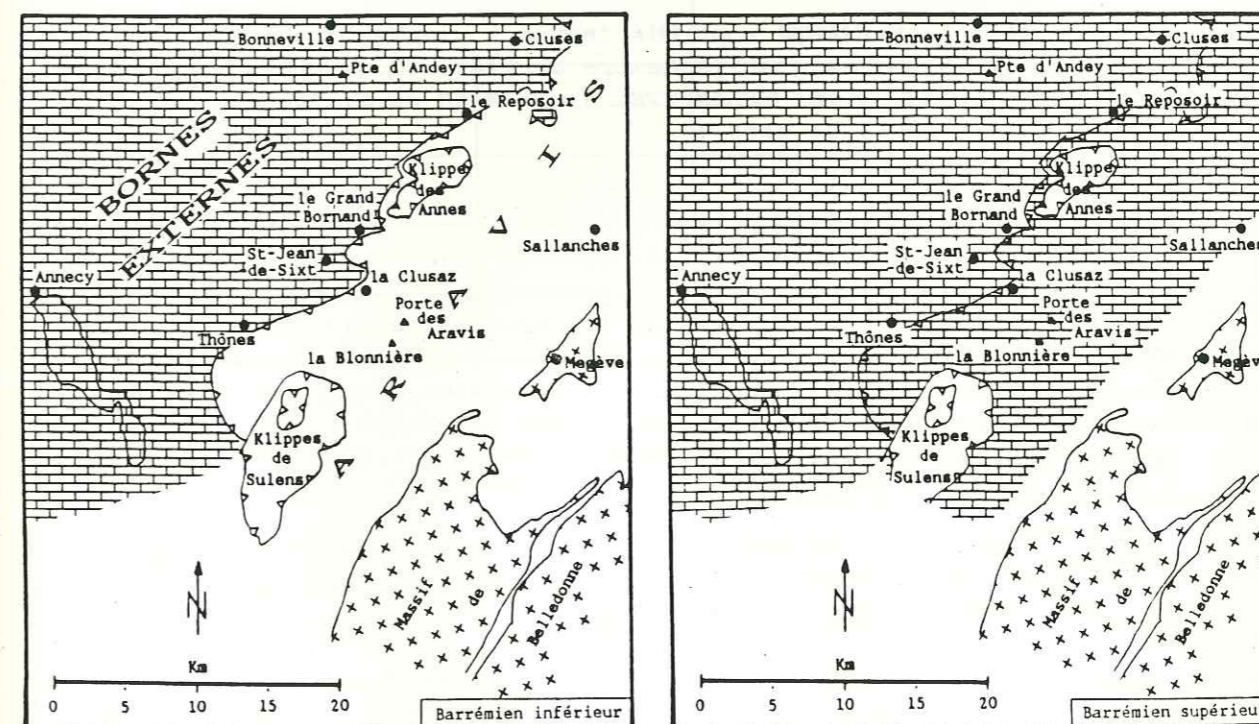 Bonneville
Cluses
Pte d'Andey
le Reposoir
BORNES
EXTERNES
ARAVIS
Klippe
des
Annes
le Grand
Bornand
Sallanches
St-Jean
de-Sixt
Annecy
la Clusaz
Porte
des
Aravis
Thônes
la Blonnière
Megève
Klippes
de
Sulens
Massif
de
Belledonne
N
Km
0 5 10 15 20
Barrémien inférieur
Bonneville
Cluses
Pte d'Andey
le Reposoir
Klippe
des
Annes
le Grand
Bornand
Sallanches
St-Jean
de-Sixt
Annecy
la Clusaz
Porte
des
Aravis
Thônes
la Blonnière
Megève
Klippes
de
Sulens
Massif
de
Belledonne
N
Km
0 5 10 15 20
Barrémien supérieu